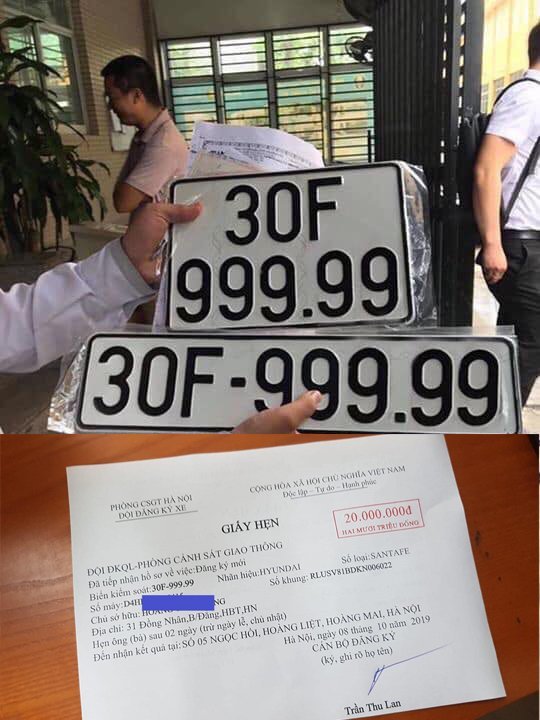 30F
999.99
30F-999.99
PHÒNG CSGT HÀ NỘI
ĐỘI ĐĂNG KÝ XE
CỘNG HÒA XÃ HỘI CHỦ NGHĨA VIỆT NAM
Độc lập – Tự do – Hạnh phúc
GIẤY HẸN
20.000.000đ
HAI MƯƠI TRIỆU ĐỒNG
ĐỘI ĐKQL-PHÒNG CẢNH SÁT GIAO THÔNG
Đã tiếp nhận hồ sơ về việc:Đăng ký mới
Biển kiểm soát:30F-999.99 Nhãn hiệu:HYUNDAI Số loại:SANTAFE
Số máy:D4H Số khung: RLUSV81BDKN006022
Chủ sở hữu:
Địa chỉ: 31 Đồng Nhân,B/Đằng,HBT,HN
Hẹn ông (bà) sau 02 ngày (trừ ngày lễ, chủ nhật)
Đến nhận kết quả tại: SỐ 05 NGỌC HỒI, HOÀNG LIỆT, HOÀNG MAI, HÀ NỘI
Hà Nội, ngày 08 tháng 10 năm 2019
CÁN BỘ ĐĂNG KÝ
(ký, ghi rõ họ tên)
Trần Thu Lan